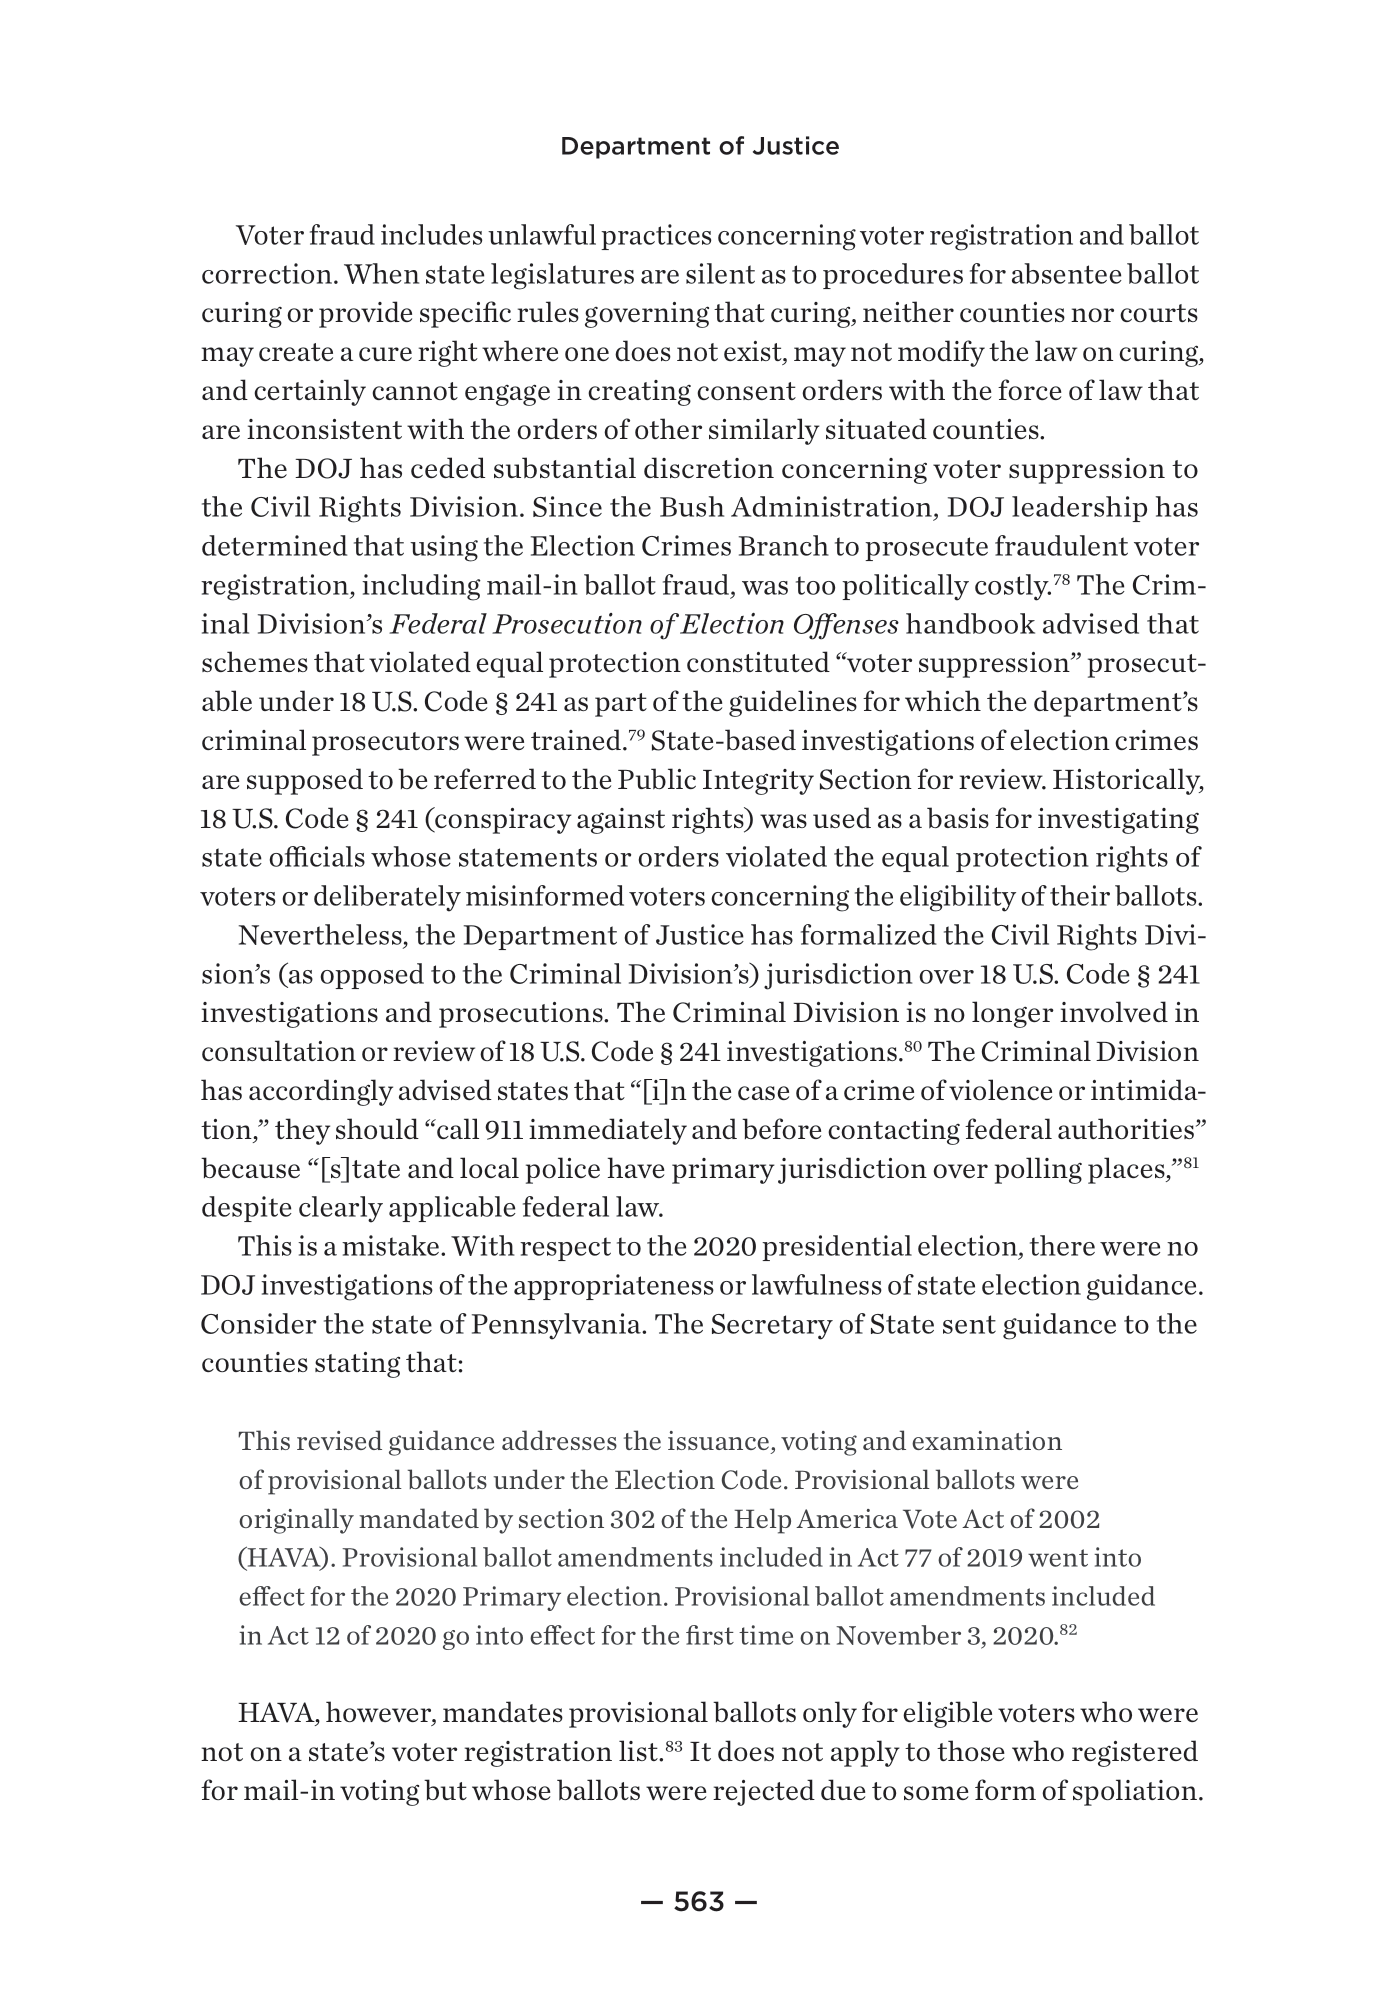 Department of Justice
Voter fraud includes unlawful practices concerning voter registration and ballot
correction. When state legislatures are silent as to procedures for absentee ballot
curing or provide specific rules governing that curing, neither counties nor courts
may create a cure right where one does not exist, may not modify the law on curing,
and certainly cannot engage in creating consent orders with the force of law that
are inconsistent with the orders of other similarly situated counties.
The DOJ has ceded substantial discretion concerning voter suppression to
the Civil Rights Division. Since the Bush Administration, DOJ leadership has
determined that using the Election Crimes Branch to prosecute fraudulent voter
registration, including mail-in ballot fraud, was too politically costly.78 The Crim-
inal Division’s Federal Prosecution of Election Offenses handbook advised that
schemes that violated equal protection constituted “voter suppression” prosecut-
able under 18 U.S. Code § 241 as part of the guidelines for which the department’s
criminal prosecutors were trained.79 State-based investigations of election crimes
are supposed to be referred to the Public Integrity Section for review. Historically,
18 U.S. Code § 241 (conspiracy against rights) was used as a basis for investigating
state officials whose statements or orders violated the equal protection rights of
voters or deliberately misinformed voters concerning the eligibility of their ballots.
Nevertheless, the Department of Justice has formalized the Civil Rights Divi-
sion’s (as opposed to the Criminal Division’s) jurisdiction over 18 U.S. Code § 241
investigations and prosecutions. The Criminal Division is no longer involved in
consultation or review of 18 U.S. Code § 241 investigations.80 The Criminal Division
has accordingly advised states that “[i]n the case of a crime of violence or intimida-
tion,” they should “call 911 immediately and before contacting federal authorities”
because “[s]tate and local police have primary jurisdiction over polling places,”81
despite clearly applicable federal law.
This is a mistake. With respect to the 2020 presidential election, there were no
DOJ investigations of the appropriateness or lawfulness of state election guidance.
Consider the state of Pennsylvania. The Secretary of State sent guidance to the
counties stating that:
This revised guidance addresses the issuance, voting and examination
of provisional ballots under the Election Code. Provisional ballots were
originally mandated by section 302 of the Help America Vote Act of 2002
(HAVA). Provisional ballot amendments included in Act 77 of 2019 went into
effect for the 2020 Primary election. Provisional ballot amendments included
in Act 12 of 2020 go into effect for the first time on November 3, 2020.82
HAVA, however, mandates provisional ballots only for eligible voters who were
not on a state’s voter registration list.83 It does not apply to those who registered
for mail-in voting but whose ballots were rejected due to some form of spoliation.
— 563 —